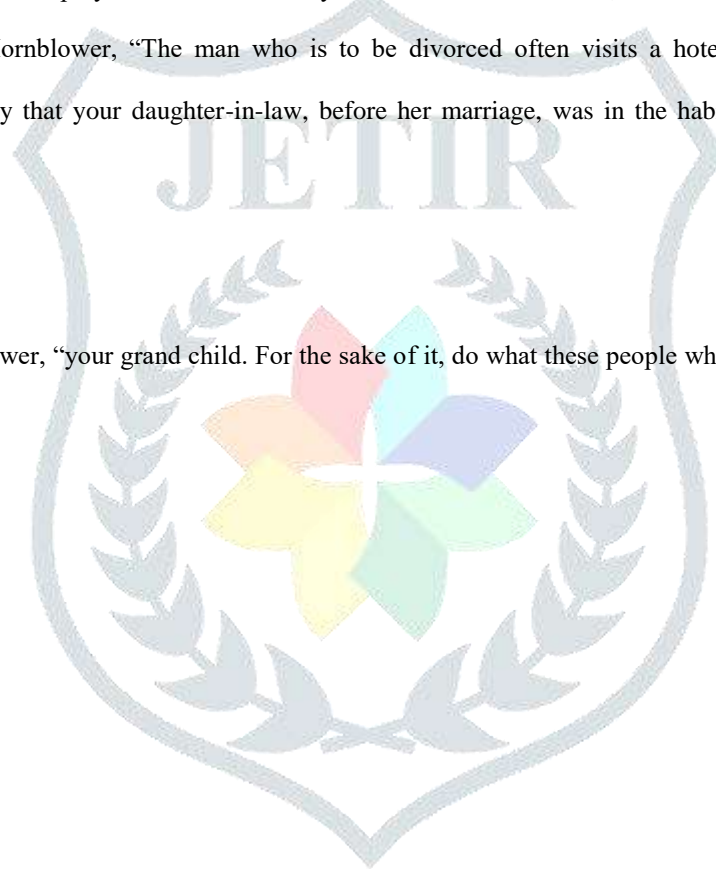 ornblower, “The man who is to be divorced often visits a hote
y that your daughter-in-law, before her marriage, was in the hab
JETIR
wer, “your grand child. For the sake of it, do what these people wh